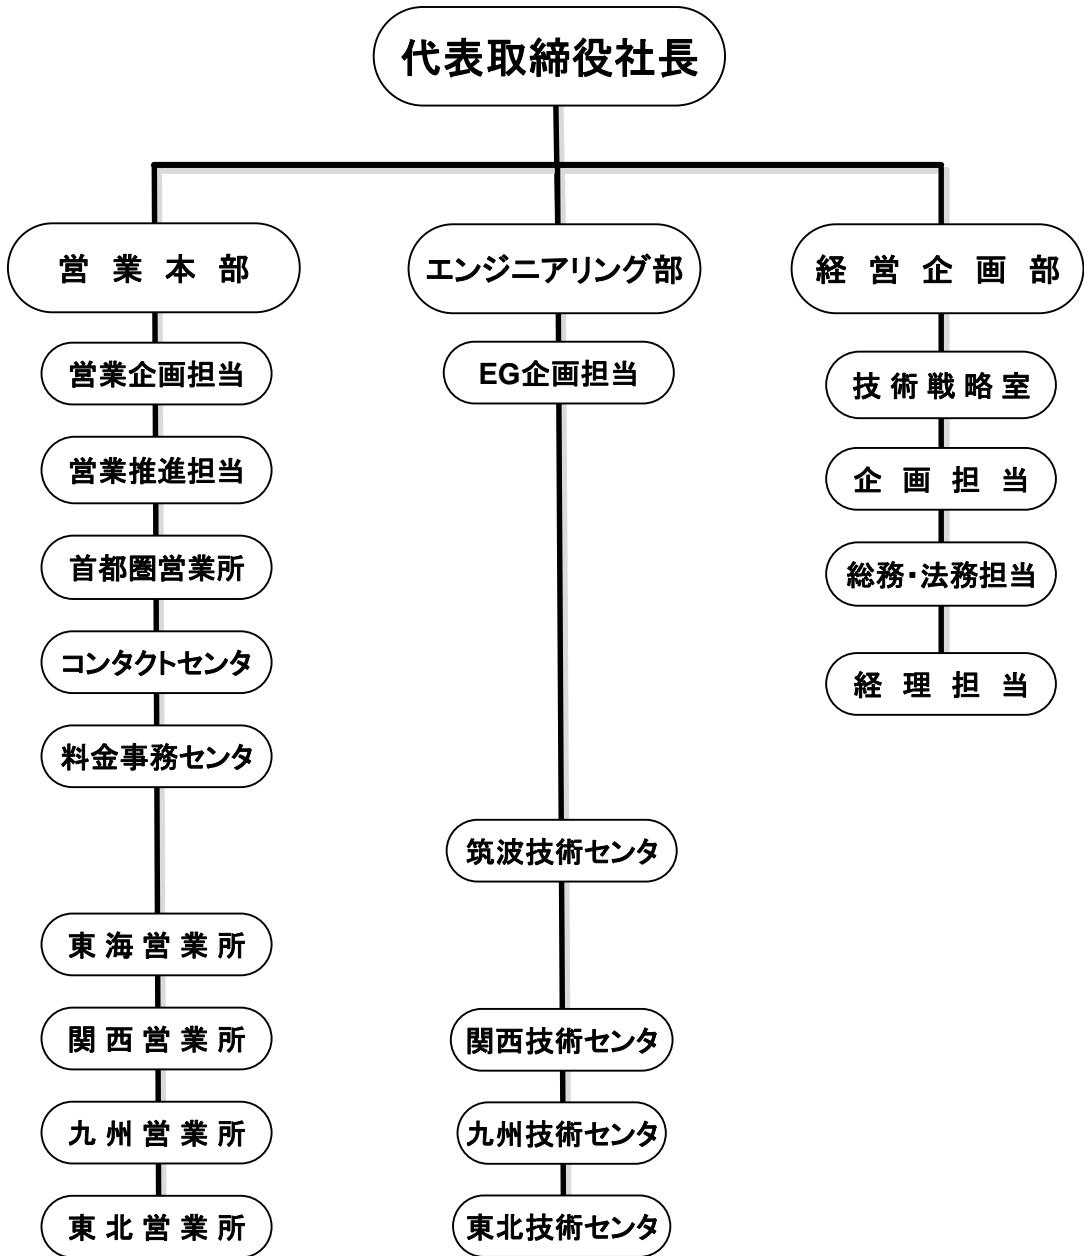 代表取締役社長
営業本部
エンジニアリング部
経営企画部
営業企画担当
営業推進担当
首都圏営業所
コンタクトセンタ
料金事務センタ
東海営業所
関西営業所
九州営業所
東北営業所
EG企画担当
筑波技術センタ
関西技術センタ
九州技術センタ
東北技術センタ
技術戦略室
企画担当
総務・法務担当
経理担当